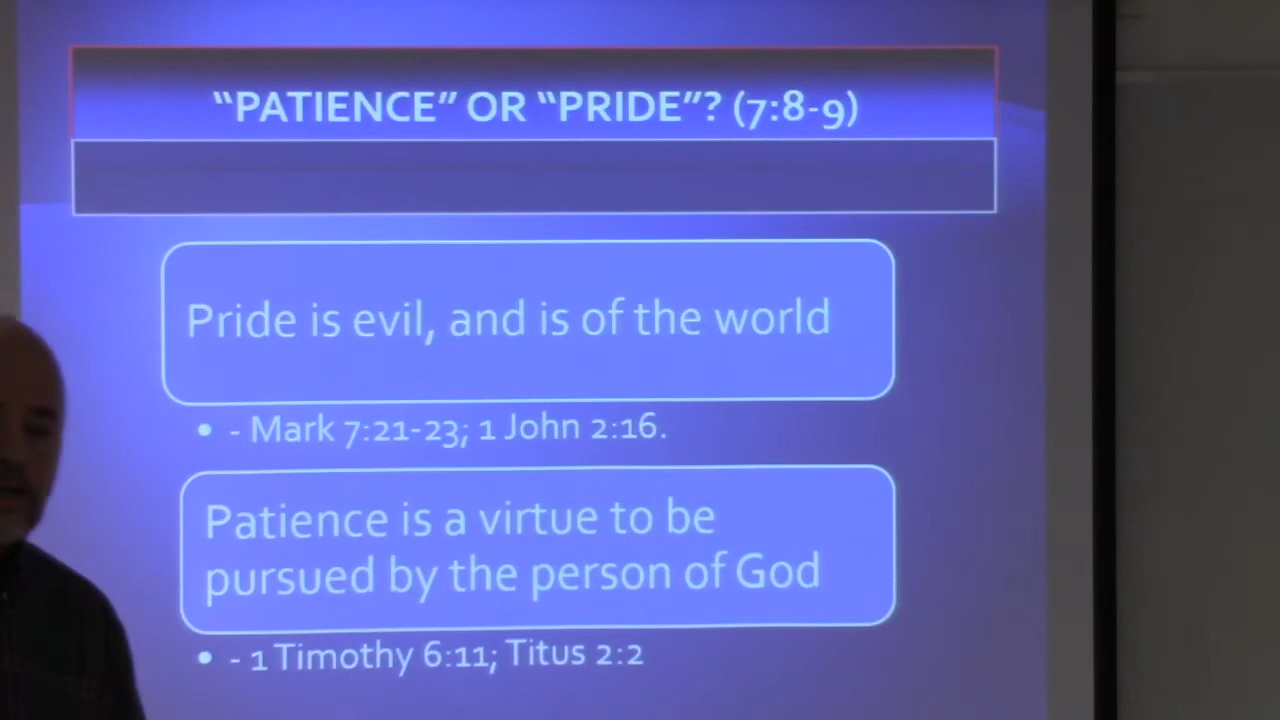 “PATIENCE” OR “PRIDE”? (7:8-9)
Pride is evil, and is of the world
• - Mark 7:21-23; 1 John 2:16.
Patience is a virtue to be
pursued by the person of God
• - 1 Timothy 6:11; Titus 2:2